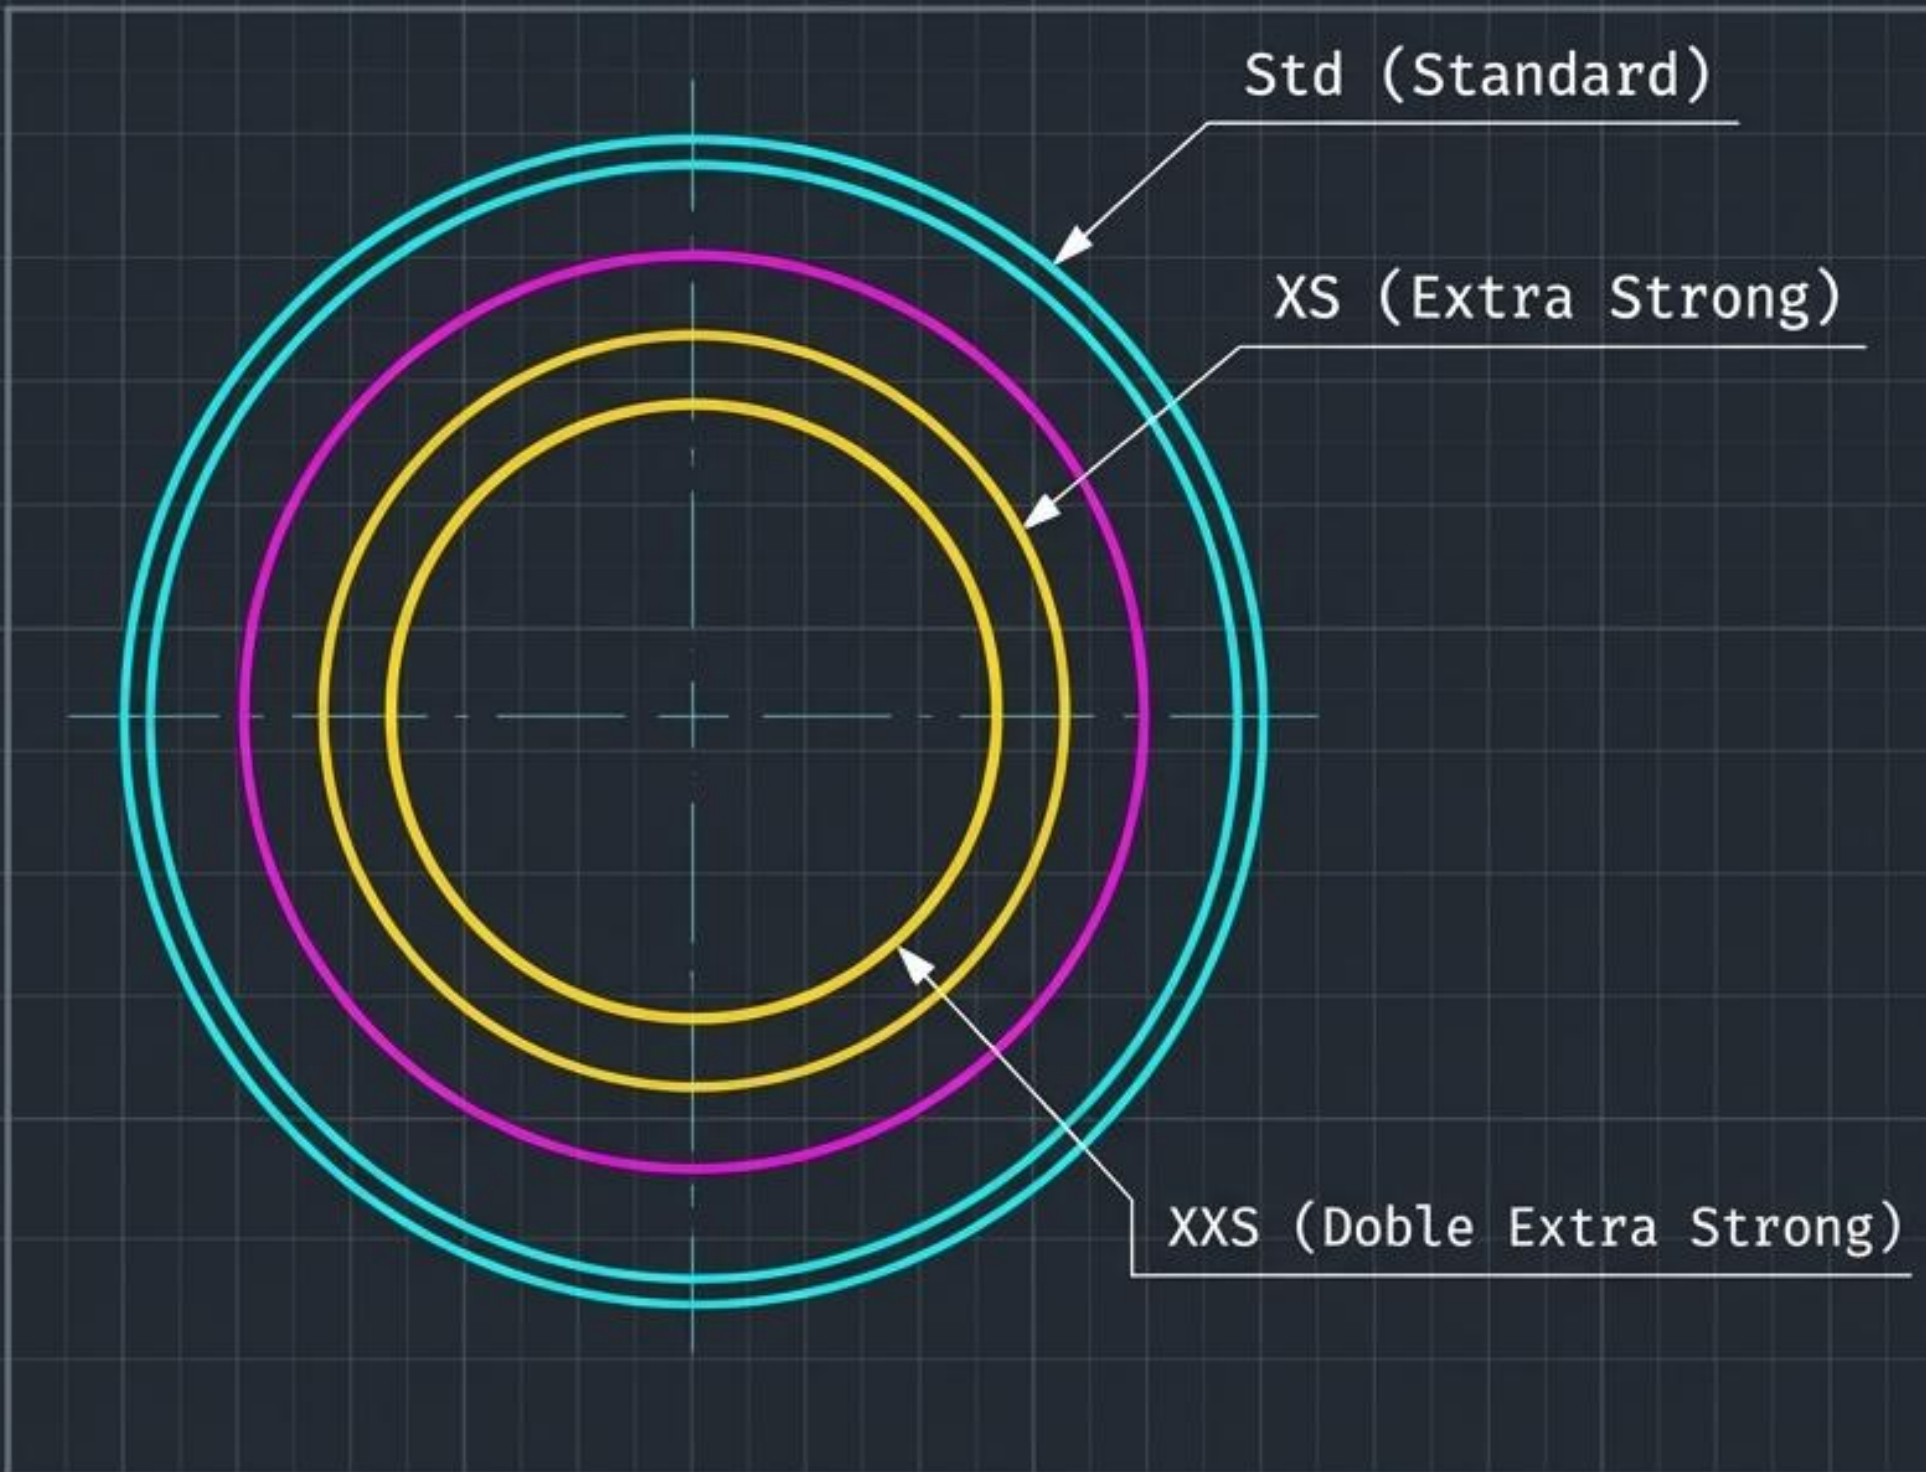 Std (Standard)
XS (Extra Strong)
XXS (Doble Extra Strong)